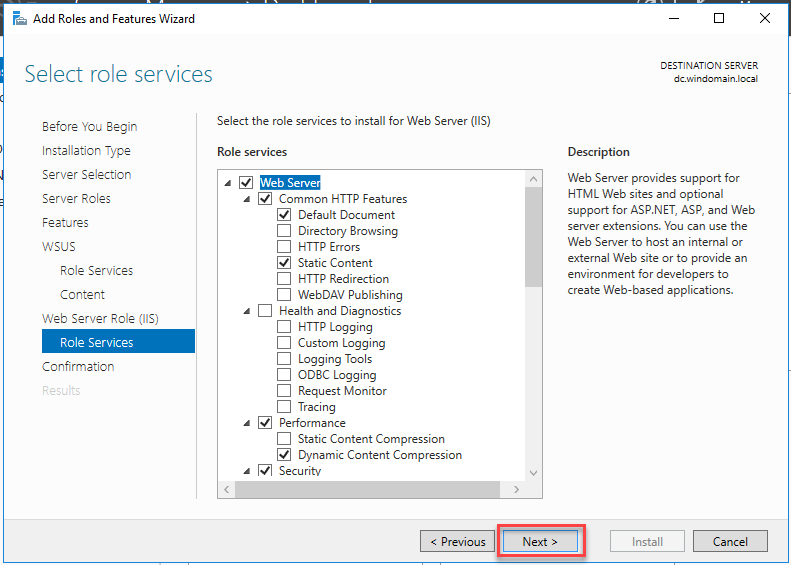 Add Roles and Features Wizard
Select role services
DESTINATION SERVER
dc.windomain.local
Before You Begin
Installation Type
Server Selection
Server Roles
Features
WSUS
Role Services
Content
Web Server Role (IIS)
Role Services
Confirmation
Results
Select the role services to install for Web Server (IIS)
Role services
Web Server
Common HTTP Features
Default Document
Directory Browsing
HTTP Errors
Static Content
HTTP Redirection
WebDAV Publishing
Health and Diagnostics
HTTP Logging
Custom Logging
Logging Tools
ODBC Logging
Request Monitor
Tracing
Performance
Static Content Compression
Dynamic Content Compression
Security
Description
Web Server provides support for
HTML Web sites and optional
support for ASP.NET, ASP, and Web
server extensions. You can use the
Web Server to host an internal or
external Web site or to provide an
environment for developers to
create Web-based applications.
< Previous
Next >
Install
Cancel